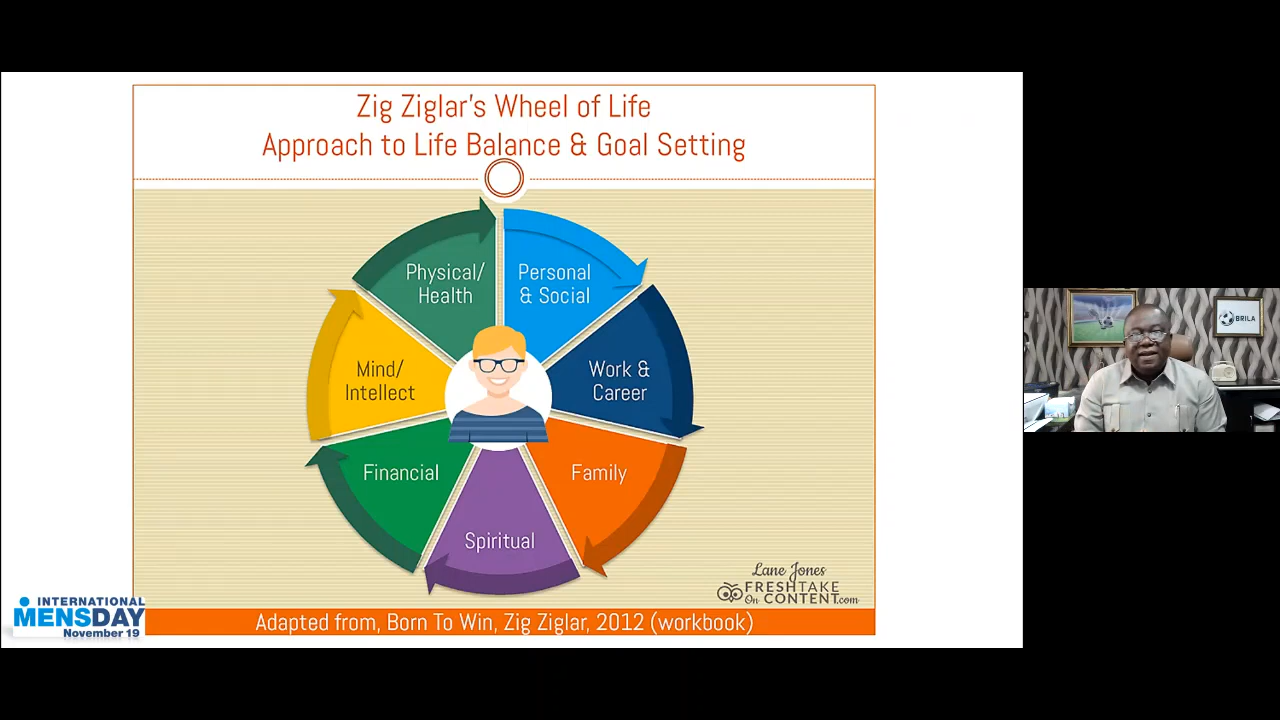 Zig Ziglar's Wheel of Life
Approach to Life Balance & Goal Setting
Physical/
Health
Personal
& Social
Mind/
Intellect
Work &
Career
Financial
Family
Spiritual
Lane Jones
FRESHTAKE
On CONTENT.com
Adapted from, Born To Win, Zig Ziglar, 2012 (workbook)
INTERNATIONAL
MENSDAY
November 19
BRILA